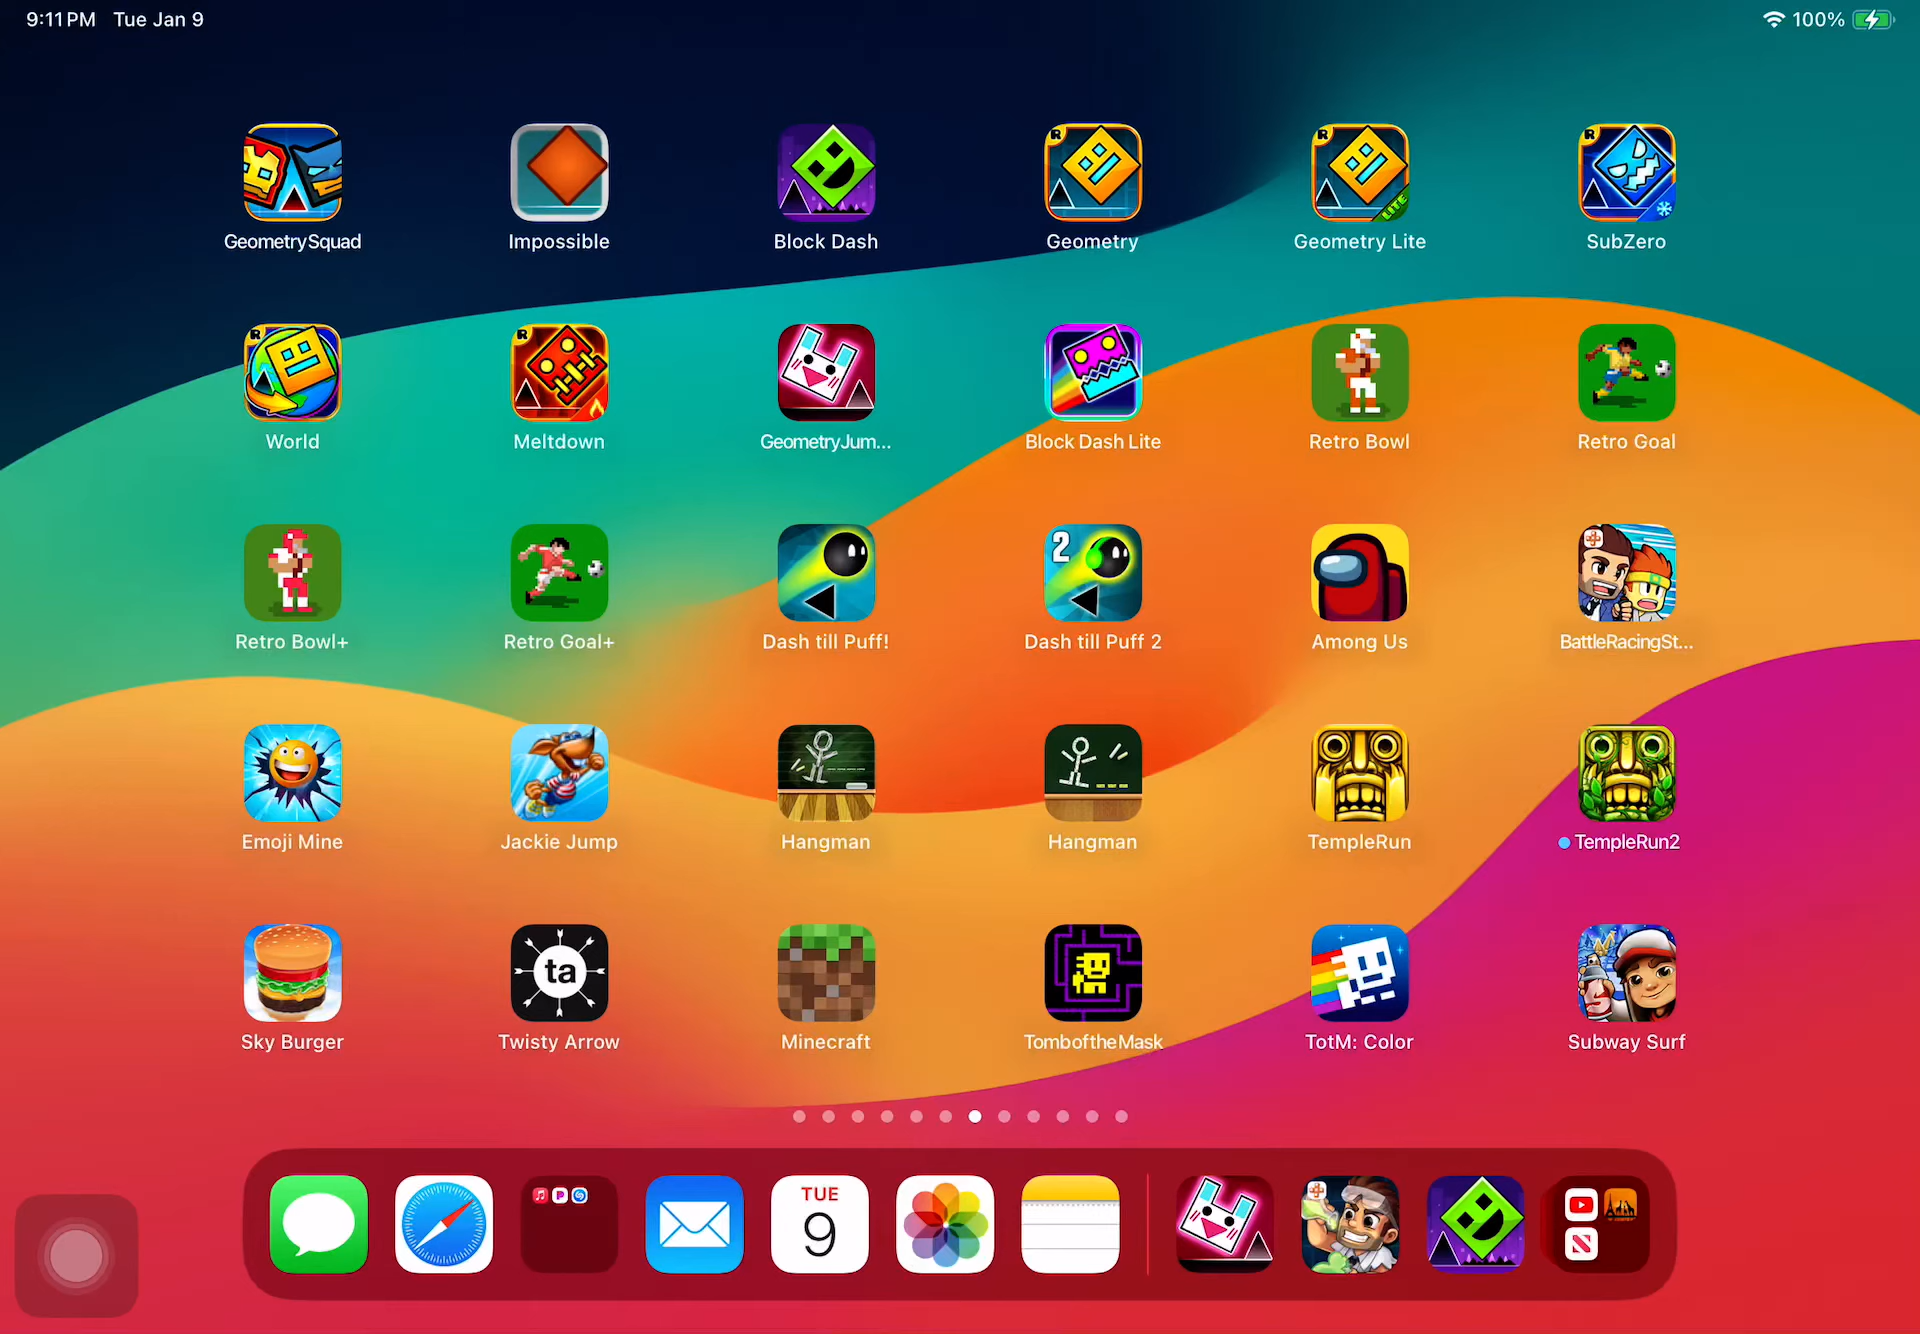 9:11 PM Tue Jan 9
100%
R
R
LITE
R
GeometrySquad
Impossible
Block Dash
Geometry
Geometry Lite
SubZero
R
R
World
Meltdown
GeometryJum...
Block Dash Lite
Retro Bowl
Retro Goal
2
Retro Bowl+
Retro Goal+
Dash till Puff!
Dash till Puff 2
Among Us
BattleRacingSt...
Emoji Mine
Jackie Jump
Hangman
Hangman
TempleRun
TempleRun2
ta
Sky Burger
Twisty Arrow
Minecraft
TomboftheMask
TotM: Color
Subway Surf
TUE
9